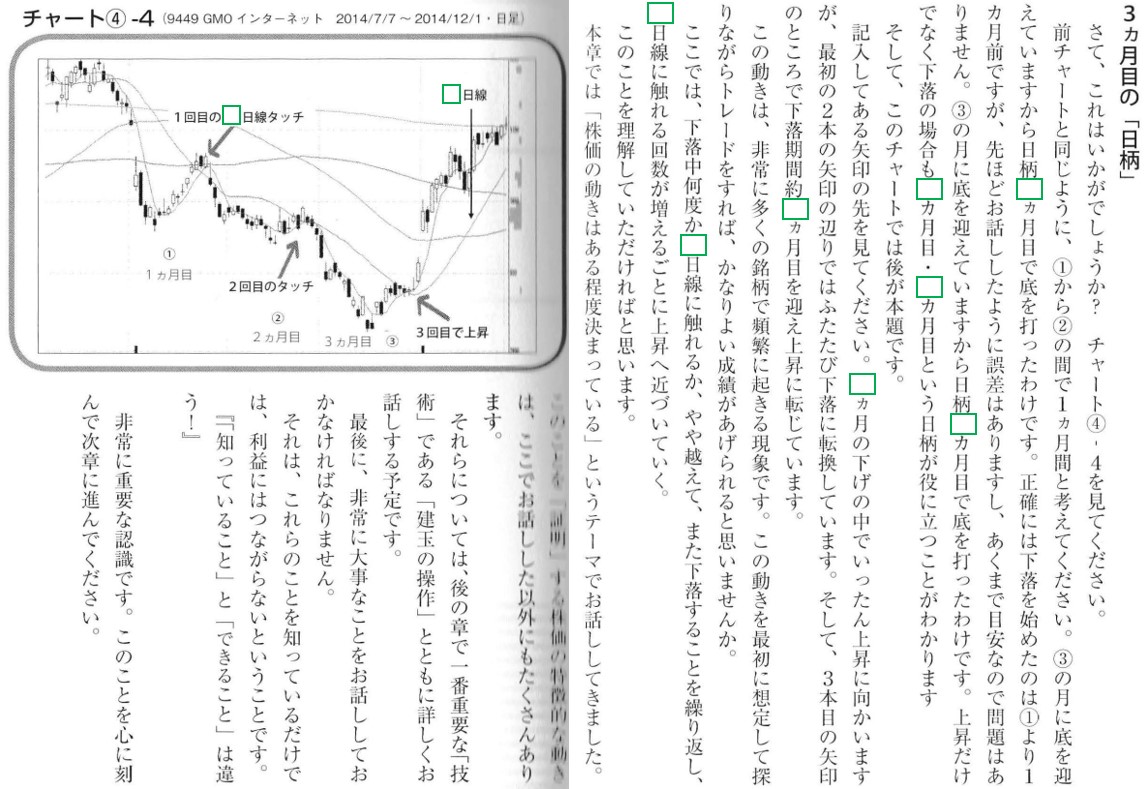 3ヵ月目の「日柄」
さて、これはいかがでしょうか？　チャート④-4を見てください。
前チャートと同じように、①から②の間で1ヵ月間と考えてください。③の月に底を迎
えていますから日柄□ヵ月目で底を打ったわけです。正確には下落を始めたのは①より1
カ月前ですが、先ほどお話ししたように誤差はありますし、あくまで目安なので問題はあ
りません。③の月に底を迎えていますから日柄□カ月目で底を打ったわけです。上昇だけ
でなく下落の場合も□カ月目・□カ月目という日柄が役に立つことがわかります
そして、このチャートでは後が本題です。
記入してある矢印の先を見てください。□ヵ月の下げの中でいったん上昇に向かいます
が、最初の2本の矢印の辺りではふたたび下落に転換しています。そして、3本目の矢印
のところで下落期間約□ヵ月目を迎え上昇に転じています。
この動きは、非常に多くの銘柄で頻繁に起きる現象です。この動きを最初に想定して探
りながらトレードをすれば、かなりよい成績があげられると思いませんか。
ここでは、下落中何度か□日線に触れるか、やや越えて、また下落することを繰り返し、
□日線に触れる回数が増えるごとに上昇へ近づいていく。
このことを理解していただければと思います。
本章では「株価の動きはある程度決まっている」というテーマでお話ししてきました。
チャート④-4（9449 GMOインターネット　2014/7/7～2014/12/1・日足）
□日線
1回目の□日線タッチ
①
1ヵ月目
2回目のタッチ
②
2ヵ月目
3ヵ月目　③
3回目で上昇
このことを「証明」する株価の特徴的な動き
は、ここでお話しした以外にもたくさんあり
ます。
それらについては、後の章で一番重要な「技
術」である「建玉の操作」とともに詳しくお
話しする予定です。
最後に、非常に大事なことをお話ししてお
かなければなりません。
それは、これらのことを知っているだけで
は、利益にはつながらないということです。
『「知っていること」と「できること」は違
う！』
非常に重要な認識です。このことを心に刻
んで次章に進んでください。